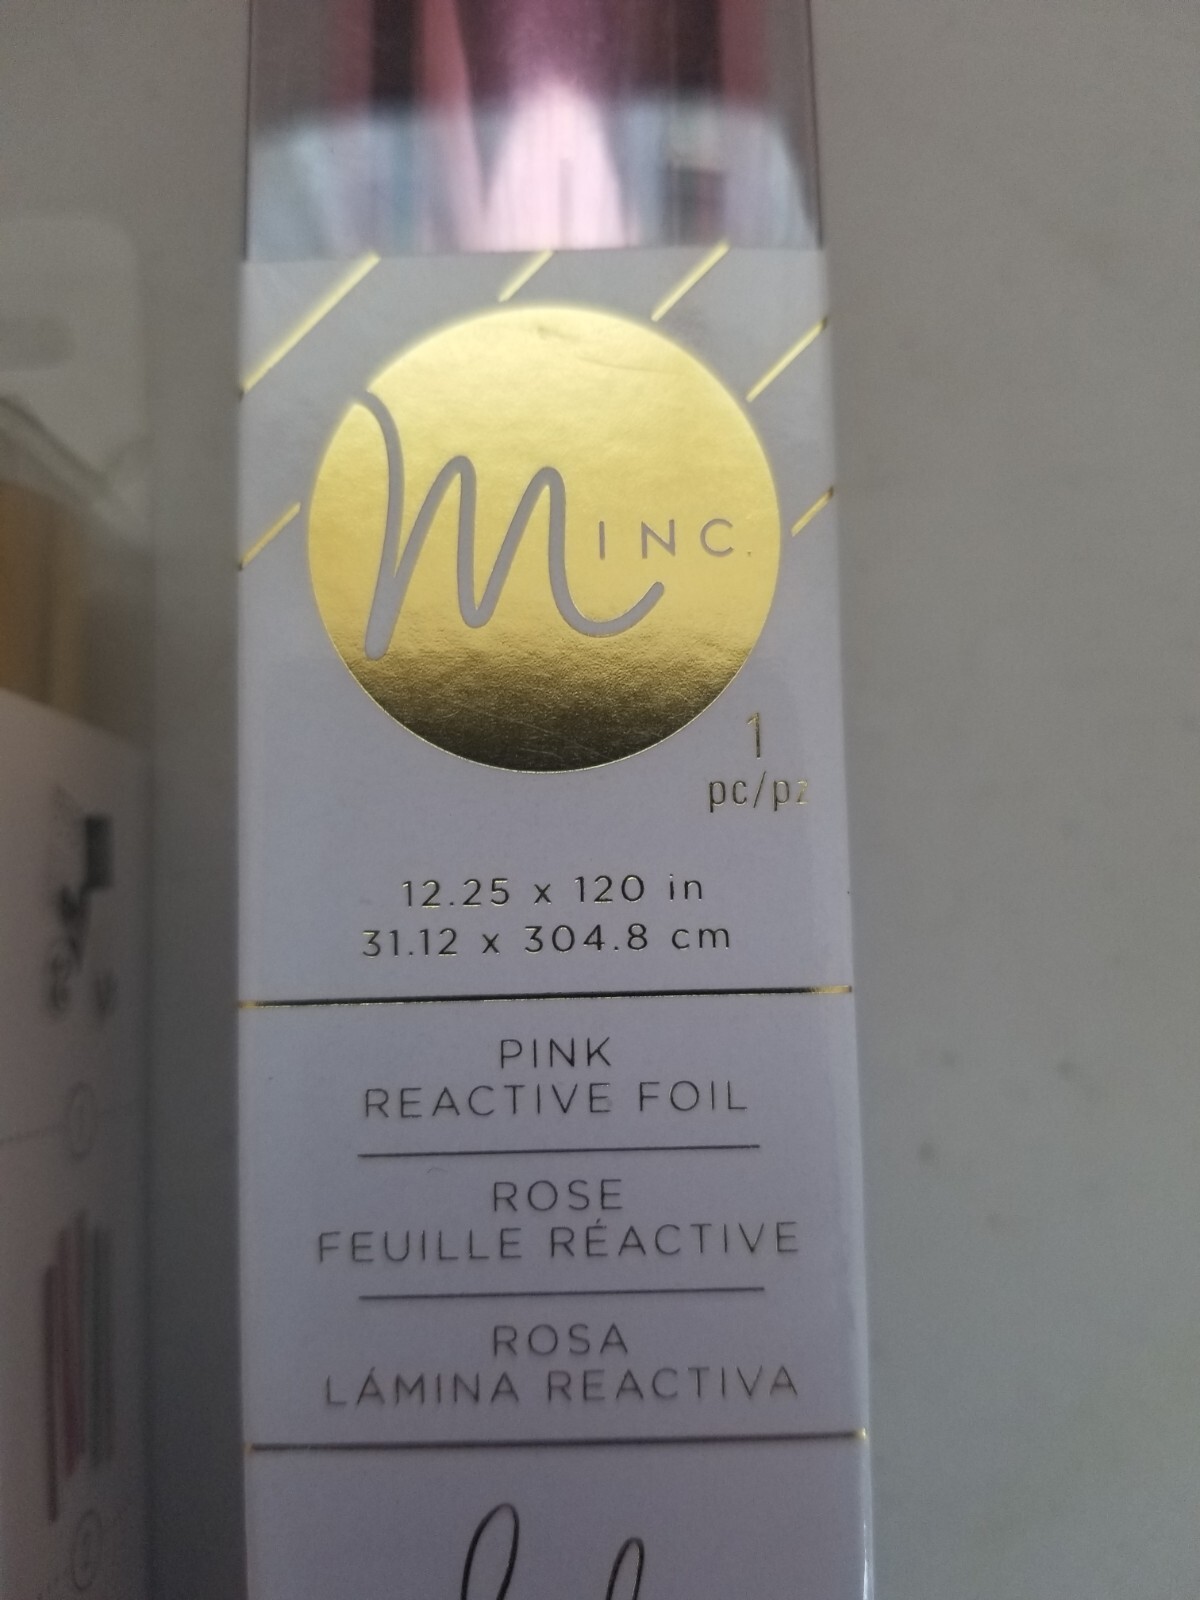 MINC.
1
pc/pz
12.25 x 120 in
31.12 x 304.8 cm
PINK
REACTIVE FOIL
ROSE
FEUILLE RÉACTIVE
ROSA
LÁMINA REACTIVA